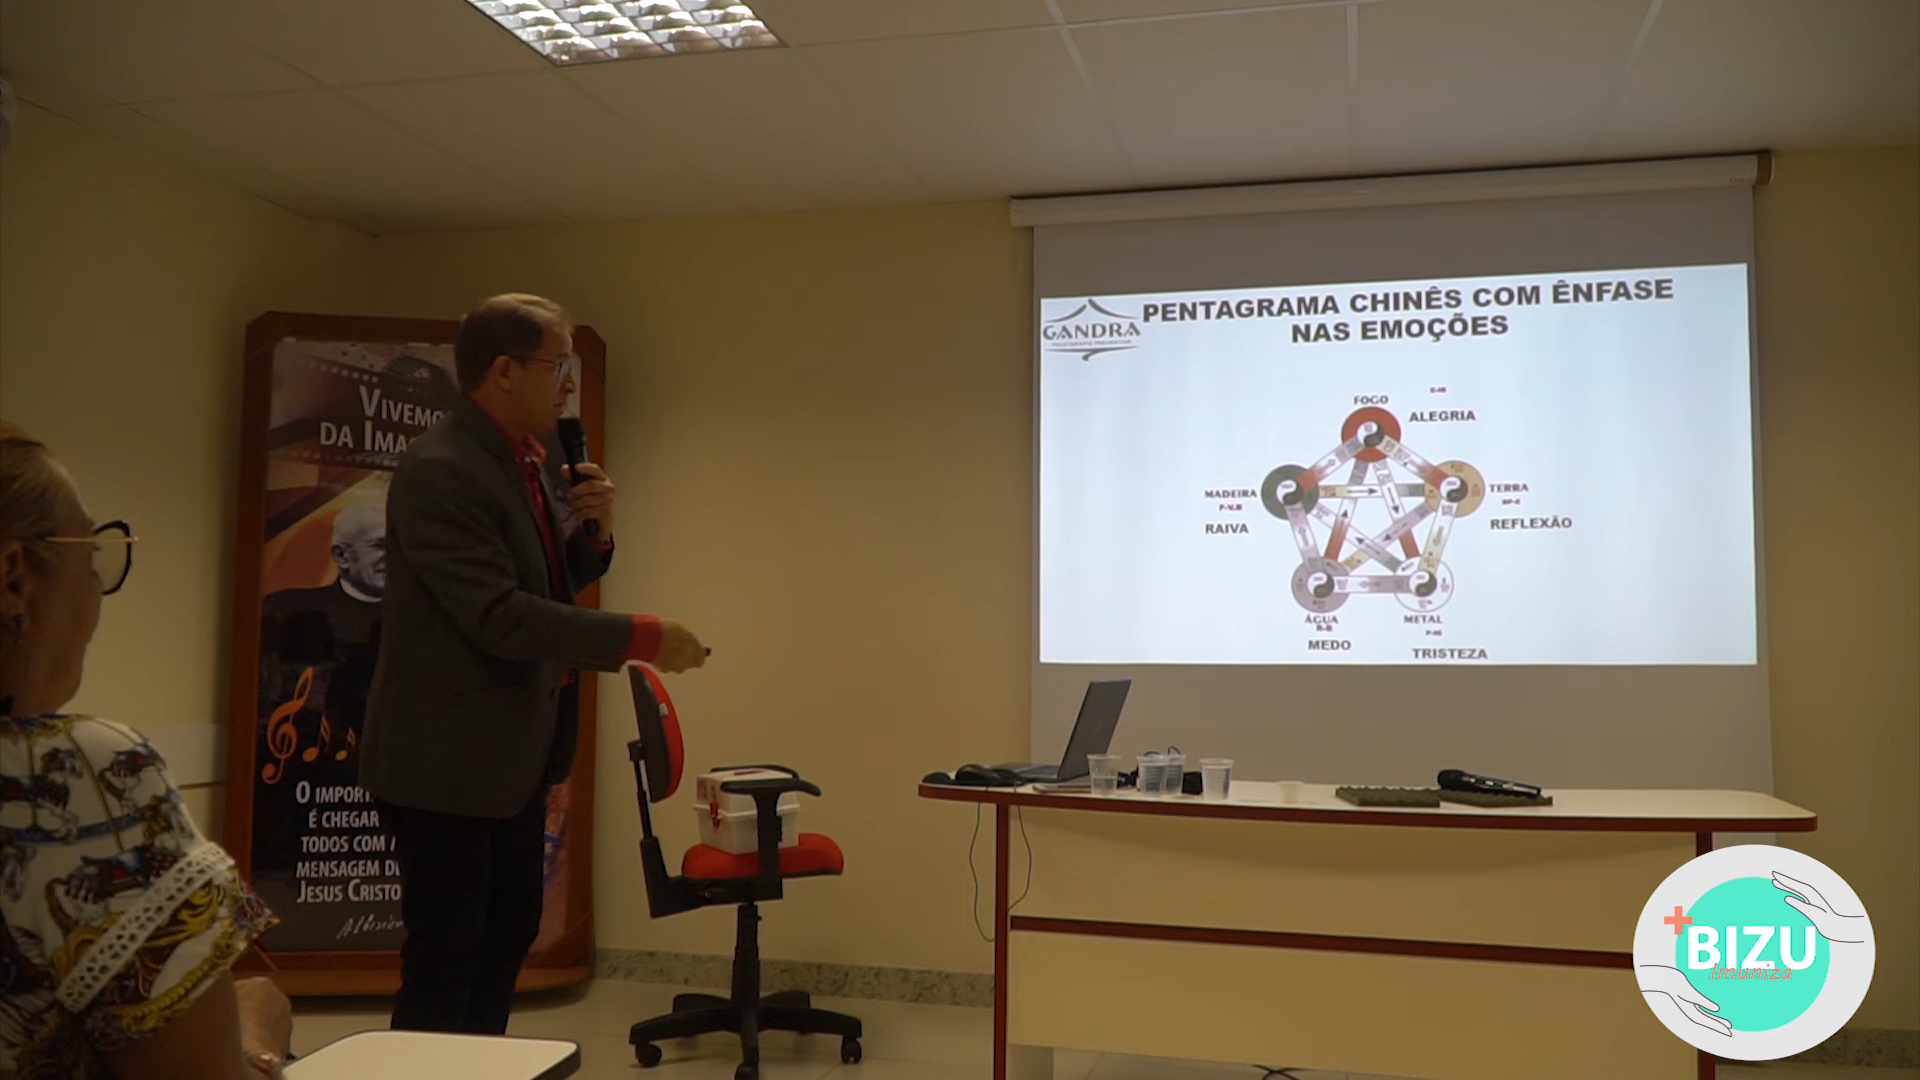 VIVEMO
DA IMA
O IMPOR
É CHEGAR
TODOS COM
MENSAGEM D
JESUS CRISTO
GANDRA
PENTAGRAMA CHINÊS COM ÊNFASE
NAS EMOÇÕES
FOGO
ALEGRIA
MADEIRA
RAIVA
TERRA
REFLEXÃO
ÁGUA
MEDO
METAL
TRISTEZA
+BIZU
Imuniza